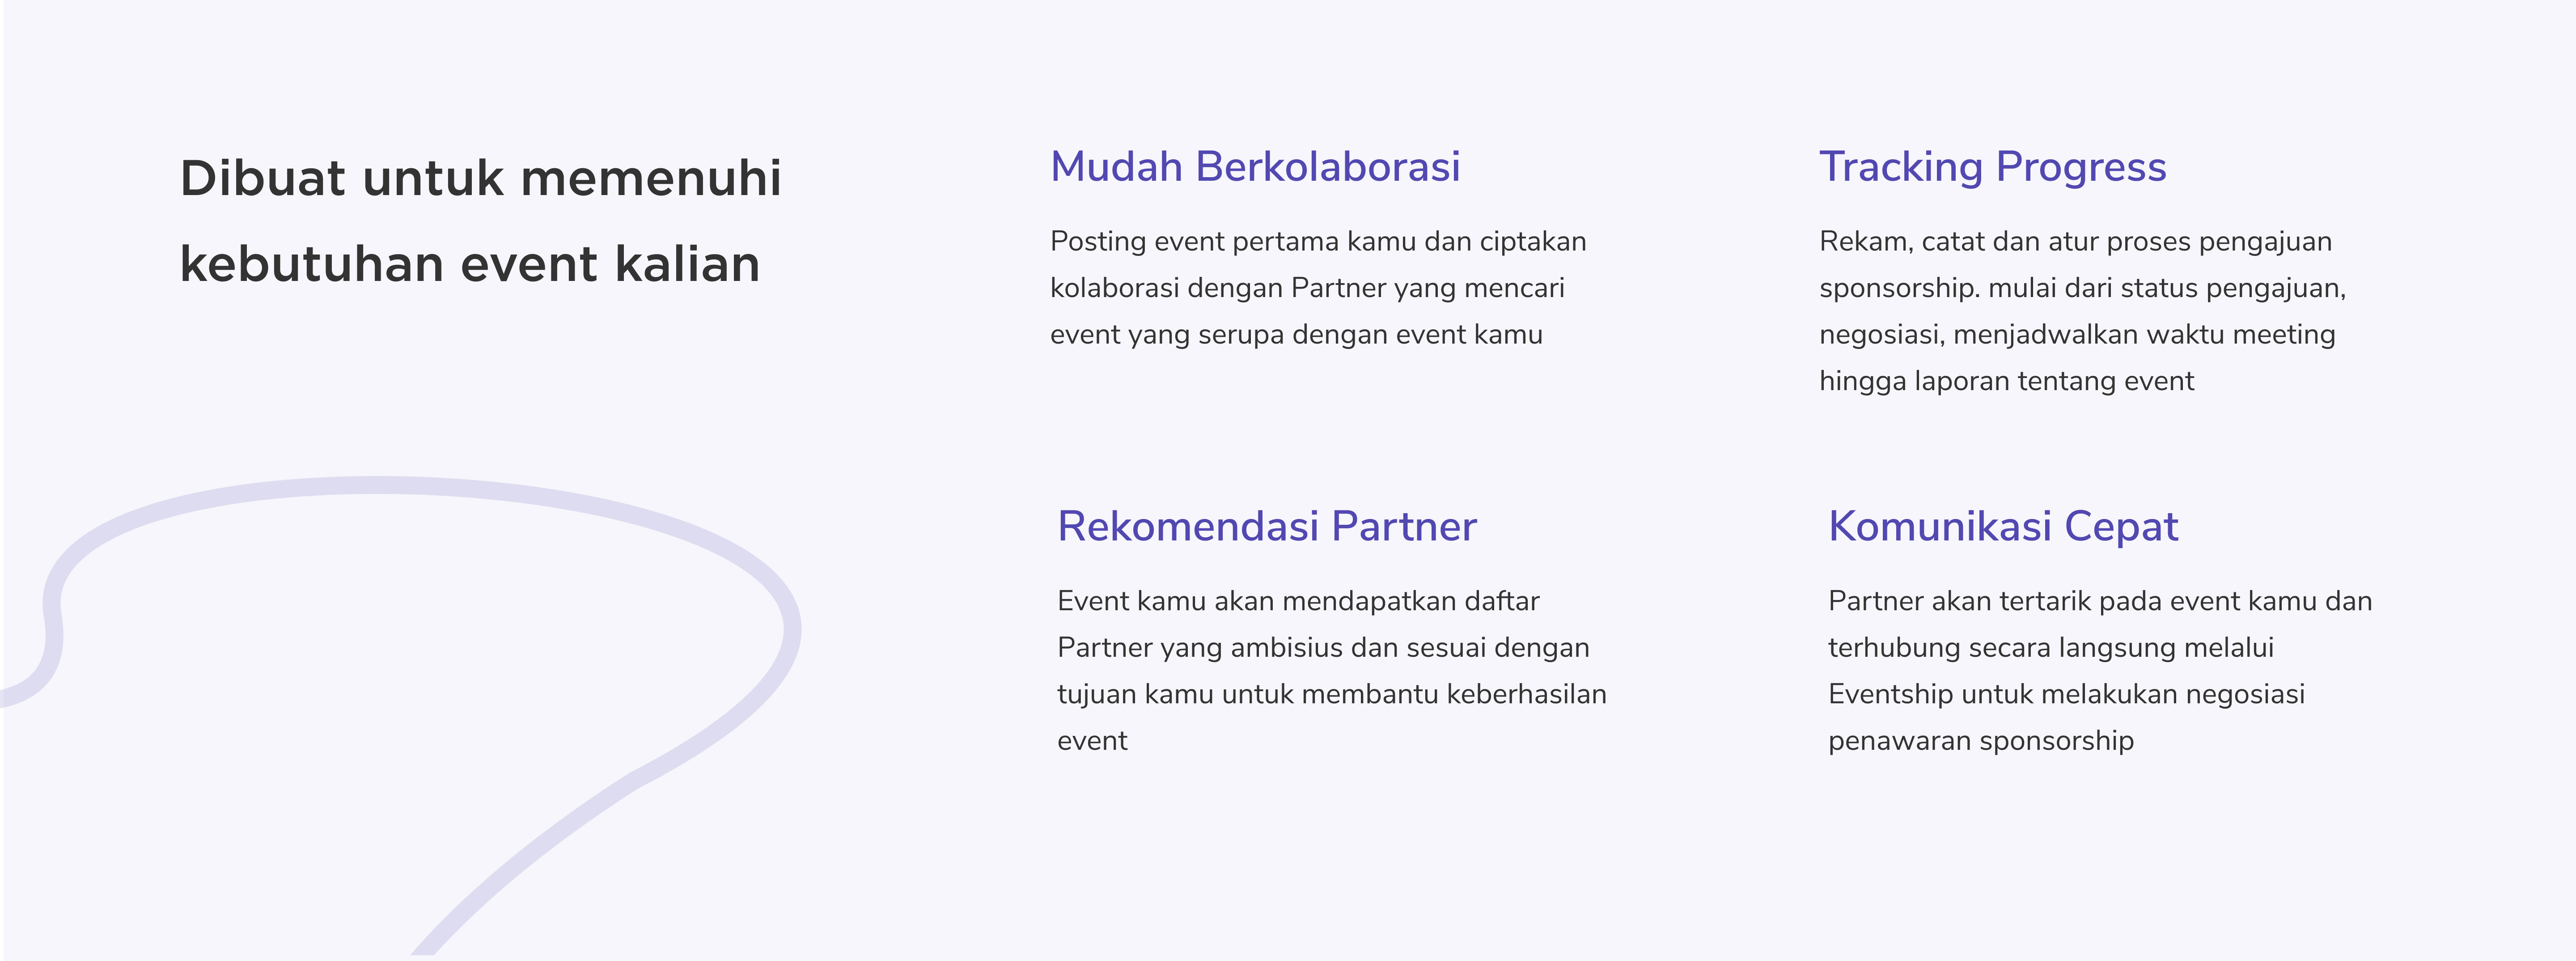 Dibuat untuk memenuhi
kebutuhan event kalian
Mudah Berkolaborasi
Posting event pertama kamu dan ciptakan
kolaborasi dengan Partner yang mencari
event yang serupa dengan event kamu
Tracking Progress
Rekam, catat dan atur proses pengajuan
sponsorship. mulai dari status pengajuan,
negosiasi, menjadwalkan waktu meeting
hingga laporan tentang event
Rekomendasi Partner
Event kamu akan mendapatkan daftar
Partner yang ambisius dan sesuai dengan
tujuan kamu untuk membantu keberhasilan
event
Komunikasi Cepat
Partner akan tertarik pada event kamu dan
terhubung secara langsung melalui
Eventship untuk melakukan negosiasi
penawaran sponsorship